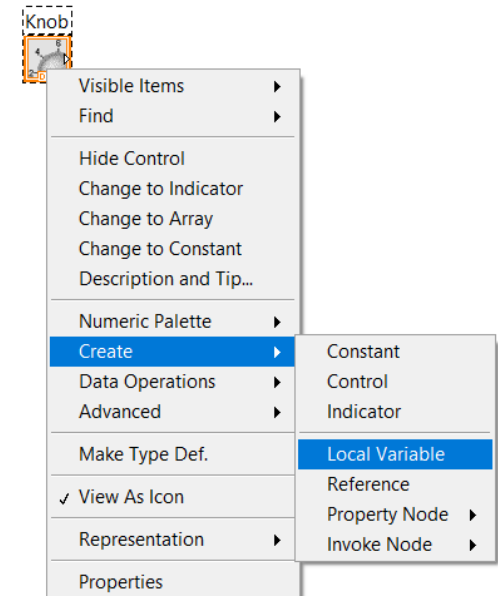 Knob
Visible Items
Find
Hide Control
Change to Indicator
Change to Array
Change to Constant
Description and Tip...
Numeric Palette
Create
Data Operations
Advanced
Make Type Def.
View As Icon
Representation
Properties
Constant
Control
Indicator
Local Variable
Reference
Property Node
Invoke Node